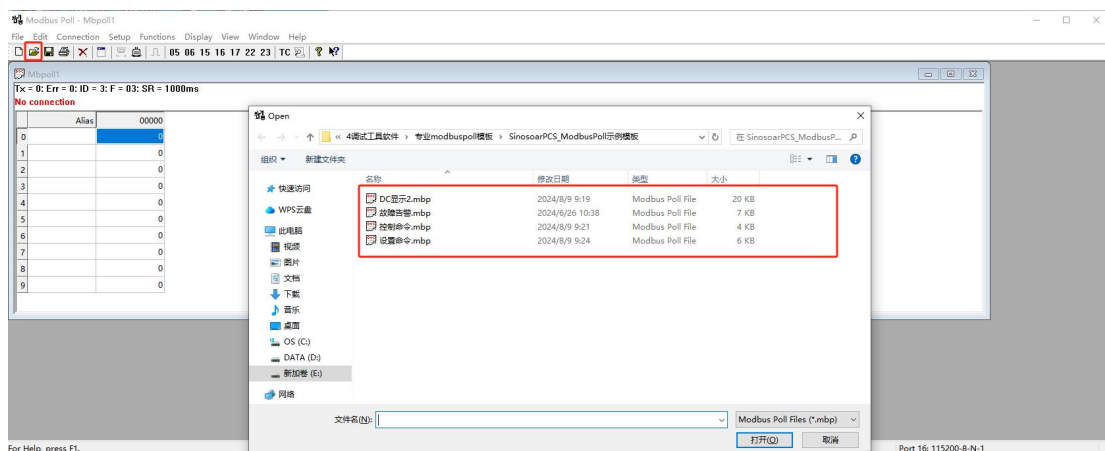 Modbus Poll - Mbpoll1
File Edit Connection Setup Functions Display View Window Help
05 06 15 16 17 22 23 TC
Mbpoll1
Tx = 0: Err = 0: ID = 3: F = 03: SR = 1000ms
No connection
Alias 00000
0 0
1 0
2 0
3 0
4 0
5 0
6 0
7 0
8 0
9 0
Open
« 4调试工具软件 › 专业modbuspoll模板 › SinosoarPCS_ModbusPoll示例模板
在 SinosoarPCS_ModbusP...
组织 新建文件夹
名称 修改日期 类型 大小
DC显示2.mbp 2024/8/9 9:19 Modbus Poll File 20 KB
故障告警.mbp 2024/6/26 10:38 Modbus Poll File 7 KB
控制命令.mbp 2024/8/9 9:21 Modbus Poll File 4 KB
设置命令.mbp 2024/8/9 9:24 Modbus Poll File 6 KB
快速访问
WPS云盘
此电脑
视频
图片
文档
下载
音乐
桌面
OS (C:)
DATA (D:)
新加卷 (E:)
网络
文件名(N):
Modbus Poll Files (*.mbp)
打开(O) 取消
For Help, press F1.
Port 16: 115200-8-N-1